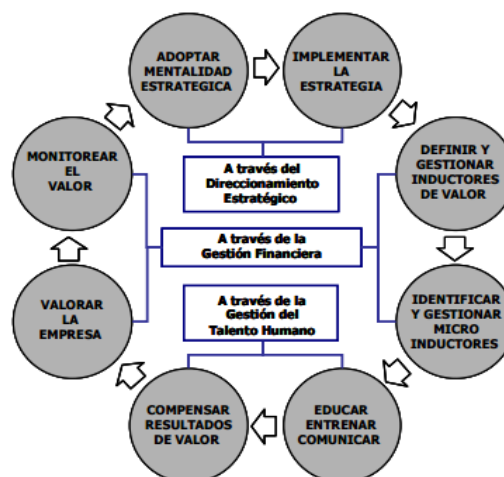 ADOPTAR
MENTALIDAD
ESTRATEGICA
IMPLEMENTAR
LA
ESTRATEGIA
DEFINIR Y
GESTIONAR
INDUCTORES
DE VALOR
IDENTIFICAR
Y GESTIONAR
MICRO
INDUCTORES
EDUCAR
ENTRENAR
COMUNICAR
COMPENSAR
RESULTADOS
DE VALOR
VALORAR
LA
EMPRESA
MONITOREAR
EL
VALOR
A través del
Direccionamiento
Estratégico
A través de la
Gestión Financiera
A través de la
Gestión del
Talento Humano